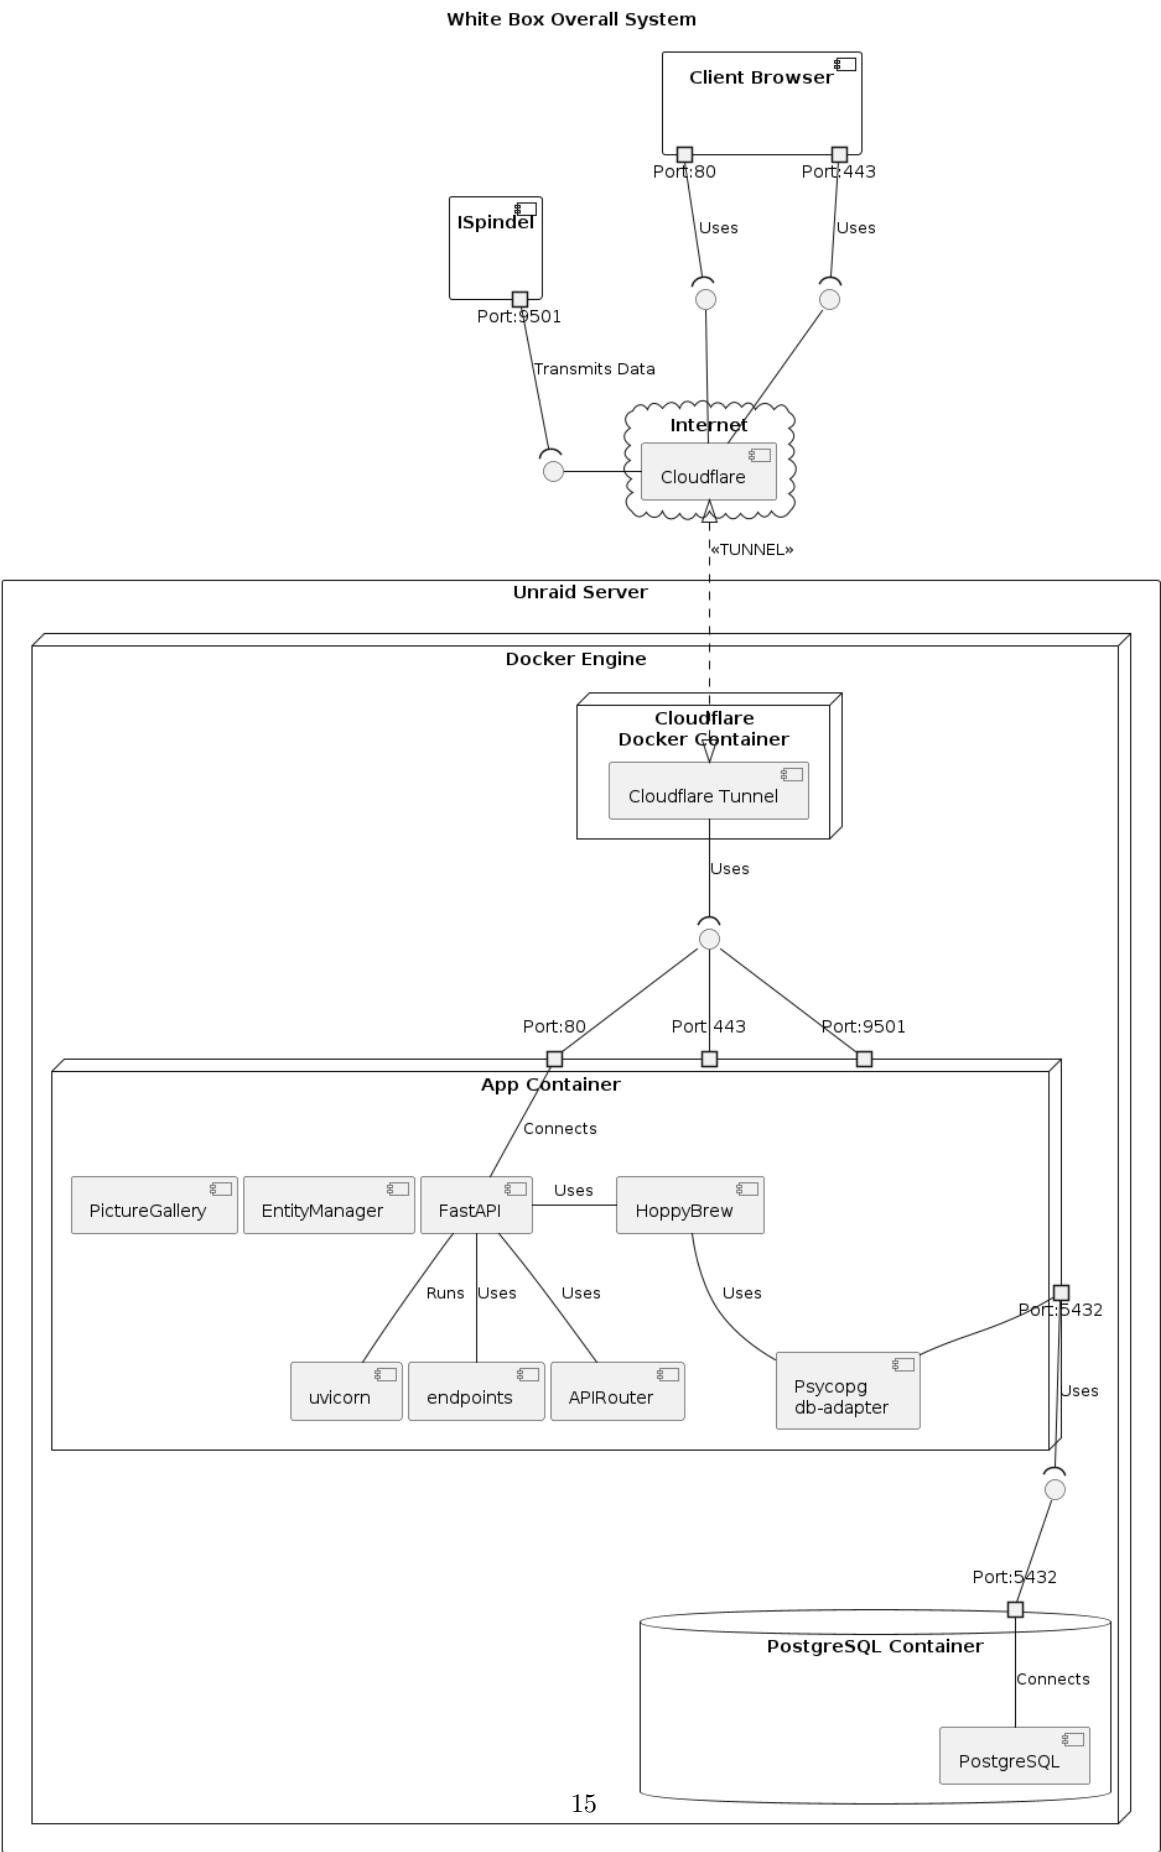 White Box Overall System
Client Browser
Port:80
Port:443
ISpindel
Uses
Uses
Port:9501
Transmits Data
Internet
Cloudflare
«TUNNEL»
Unraid Server
Docker Engine
Cloudflare
Docker Container
Cloudflare Tunnel
Uses
Port:80
Port:443
Port:9501
App Container
Connects
PictureGallery
EntityManager
FastAPI
Uses
HoppyBrew
Runs
Uses
Uses
Uses
Port:5432
uvicorn
endpoints
APIRouter
Psycopg
db-adapter
Uses
Port:5432
PostgreSQL Container
Connects
PostgreSQL
15